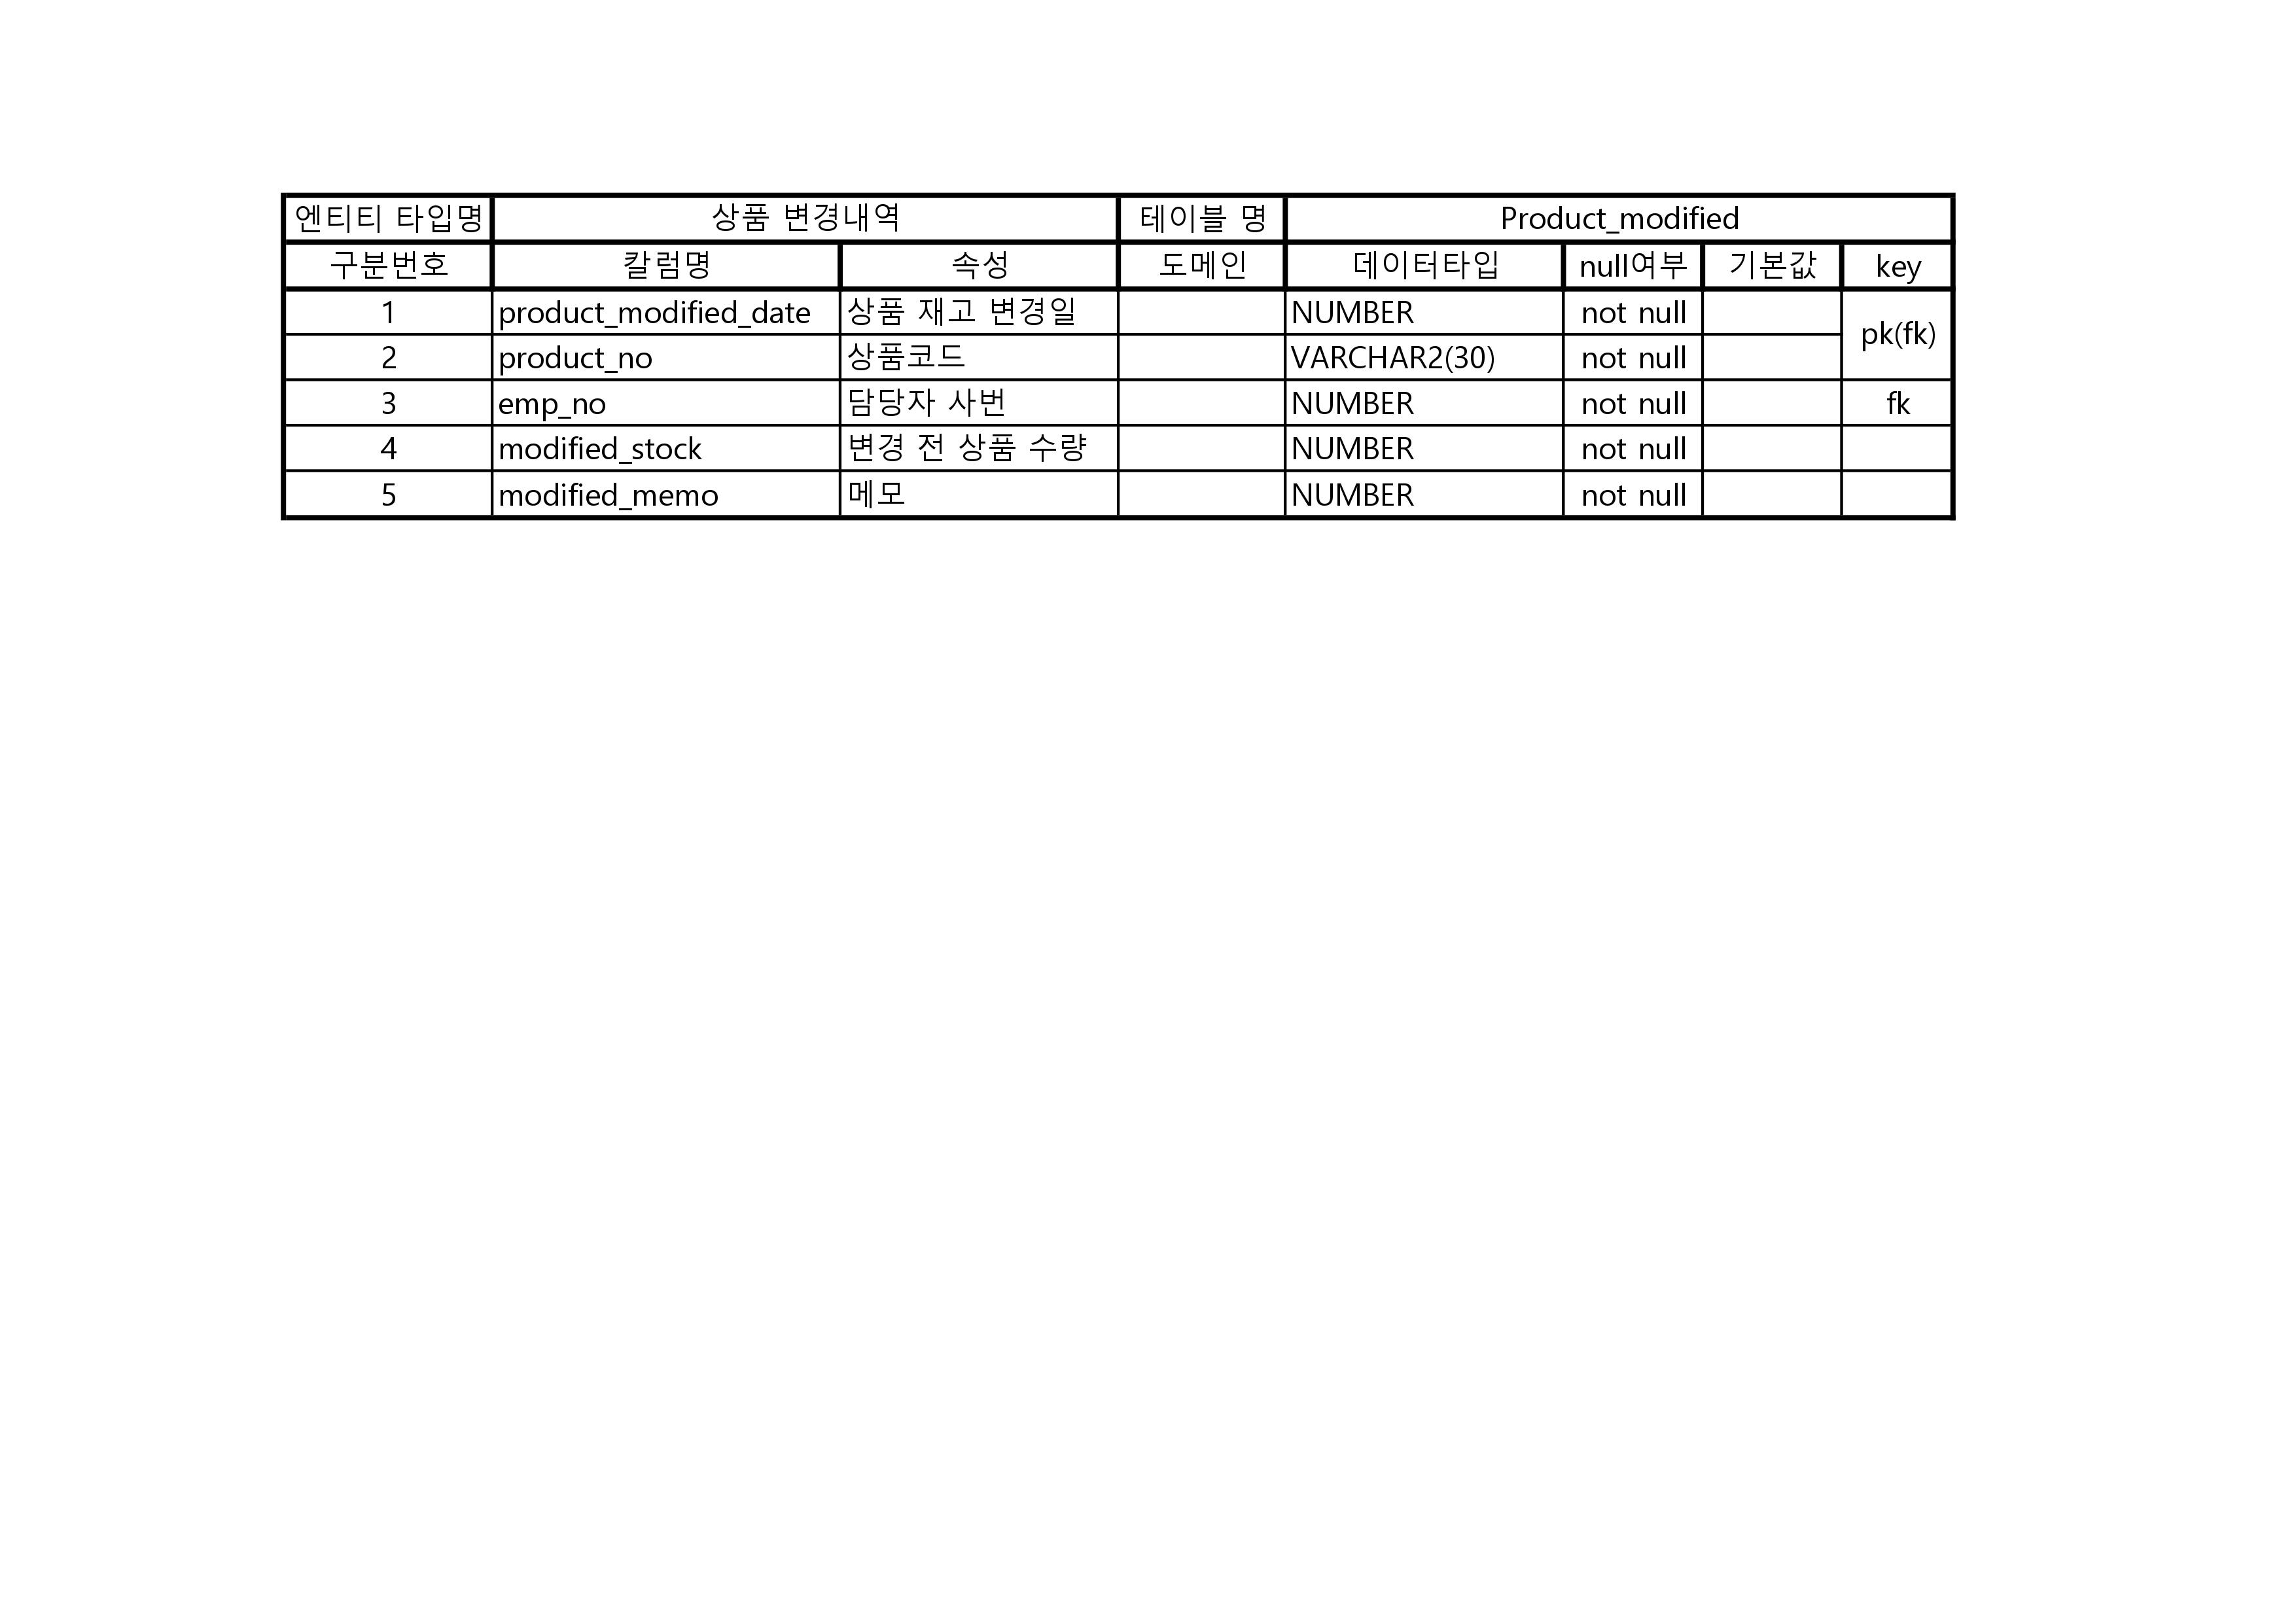 엔티티 타입명 상품 변경내역 테이블 명 Product_modified
구분번호 칼럼명 속성 도메인 데이터타입 null여부 기본값 key
1 product_modified_date 상품 재고 변경일 NUMBER not null pk(fk)
2 product_no 상품코드 VARCHAR2(30) not null
3 emp_no 담당자 사번 NUMBER not null fk
4 modified_stock 변경 전 상품 수량 NUMBER not null
5 modified_memo 메모 NUMBER not null